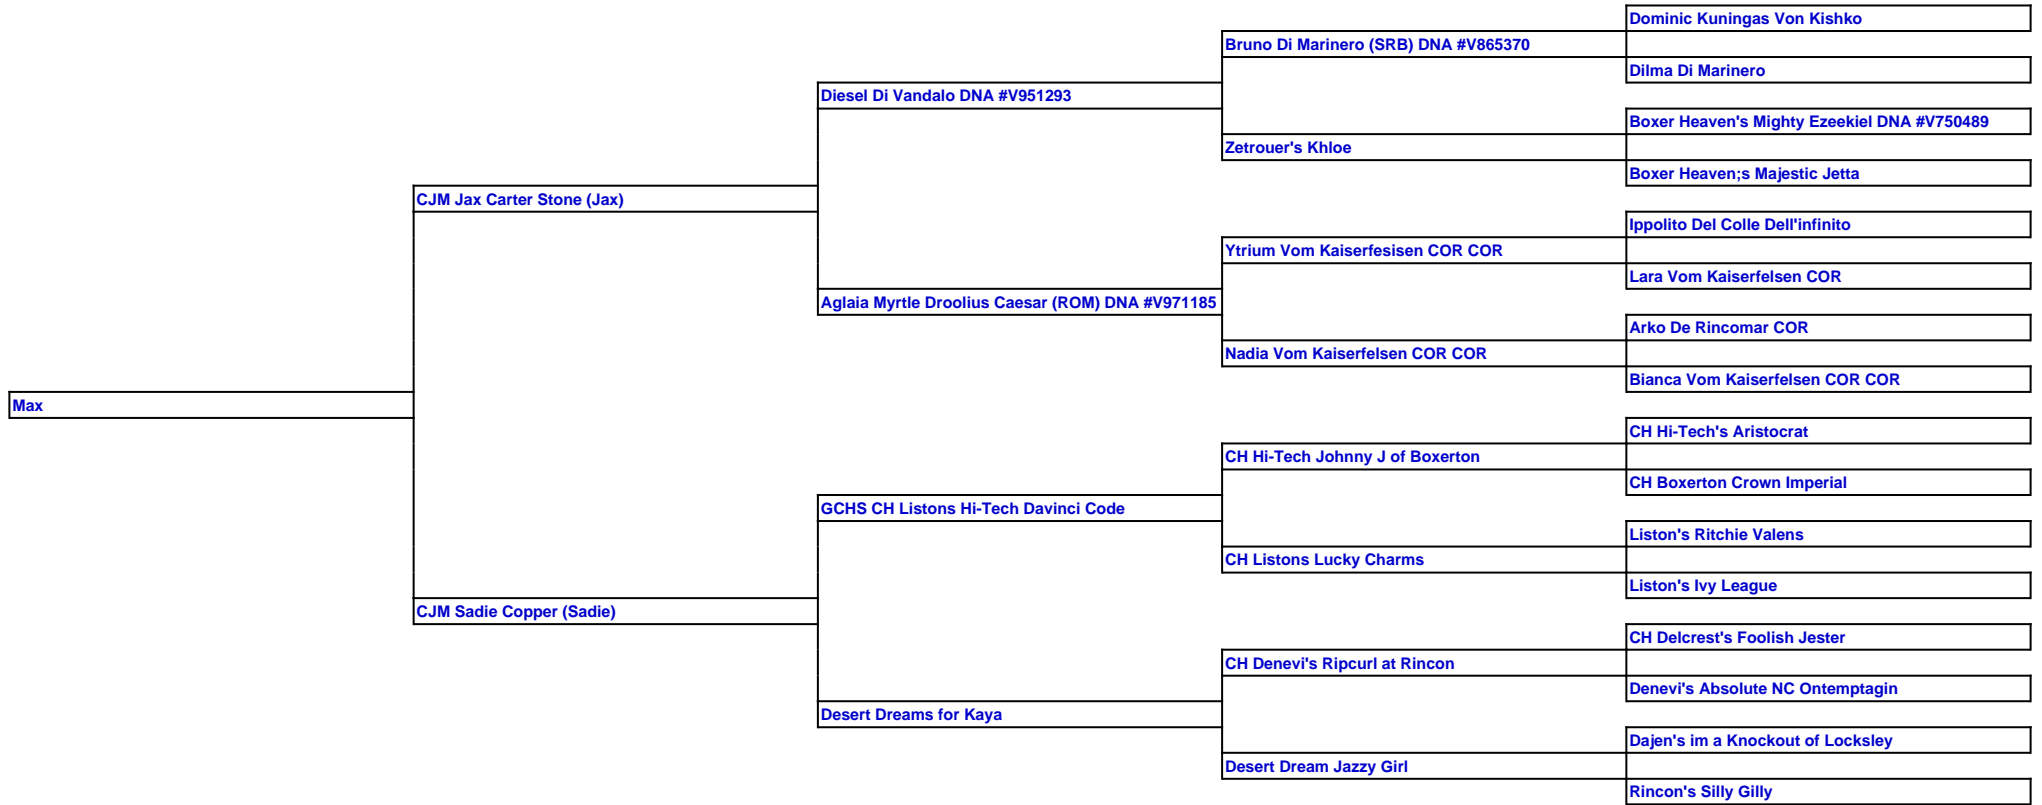 Dominic Kuningas Von Kishko
Bruno Di Marinero (SRB) DNA #V865370
Dilma Di Marinero
Diesel Di Vandalo DNA #V951293
Boxer Heaven's Mighty Ezeekiel DNA #V750489
Zetrouer's Khloe
Boxer Heaven;s Majestic Jetta
CJM Jax Carter Stone (Jax)
Ippolito Del Colle Dell'infinito
Ytrium Vom Kaiserfesisen COR COR
Lara Vom Kaiserfelsen COR
Aglaia Myrtle Droolius Caesar (ROM) DNA #V971185
Arko De Rincomar COR
Nadia Vom Kaiserfelsen COR COR
Bianca Vom Kaiserfelsen COR COR
Max
CH Hi-Tech's Aristocrat
CH Hi-Tech Johnny J of Boxerton
CH Boxerton Crown Imperial
GCHS CH Listons Hi-Tech Davinci Code
Liston's Ritchie Valens
CH Listons Lucky Charms
Liston's Ivy League
CJM Sadie Copper (Sadie)
CH Delcrest's Foolish Jester
CH Denevi's Ripcurl at Rincon
Denevi's Absolute NC Ontemptagin
Desert Dreams for Kaya
Dajen's im a Knockout of Locksley
Desert Dream Jazzy Girl
Rincon's Silly Gilly